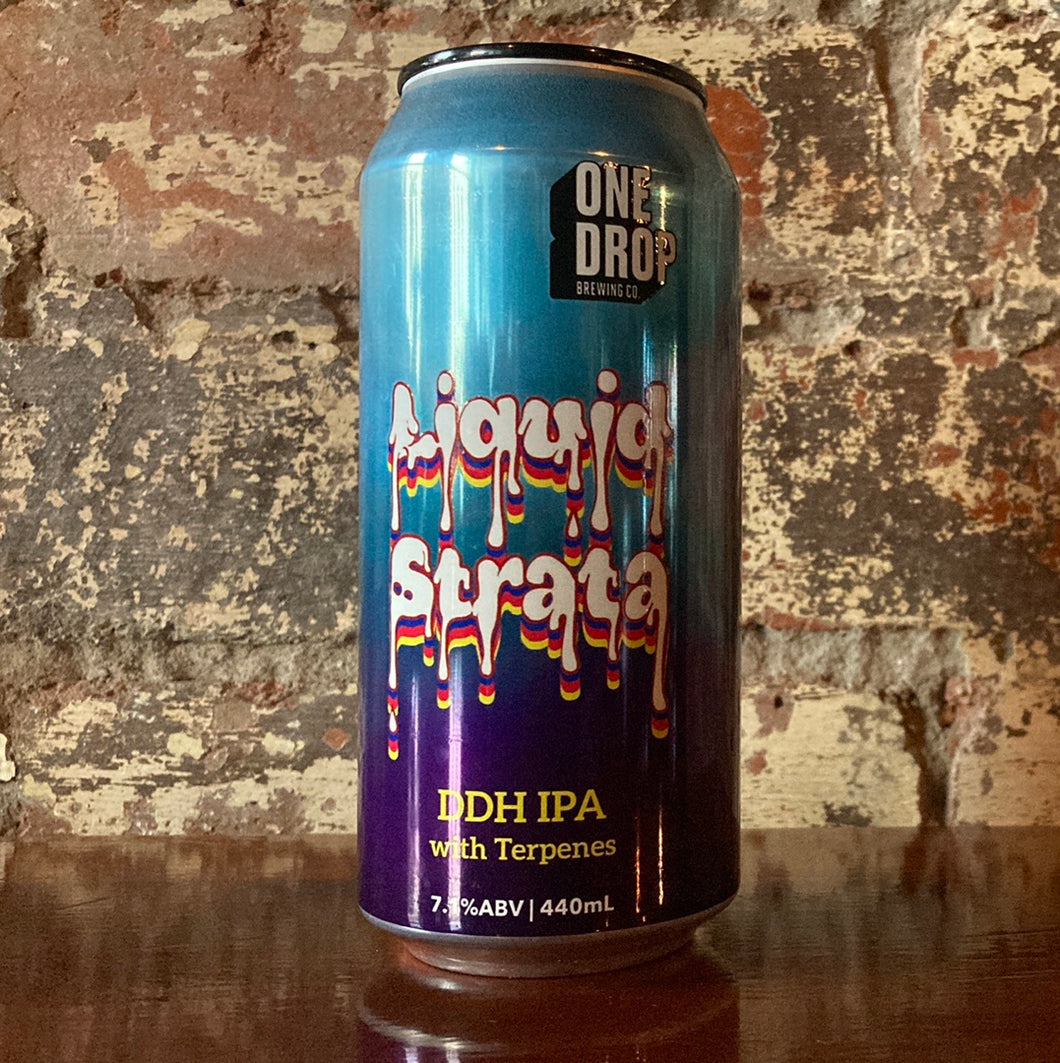 ONE
DROP
BREWING CO.
Liquid
Strata
DDH IPA
with Terpenes
7.1%ABV | 440mL